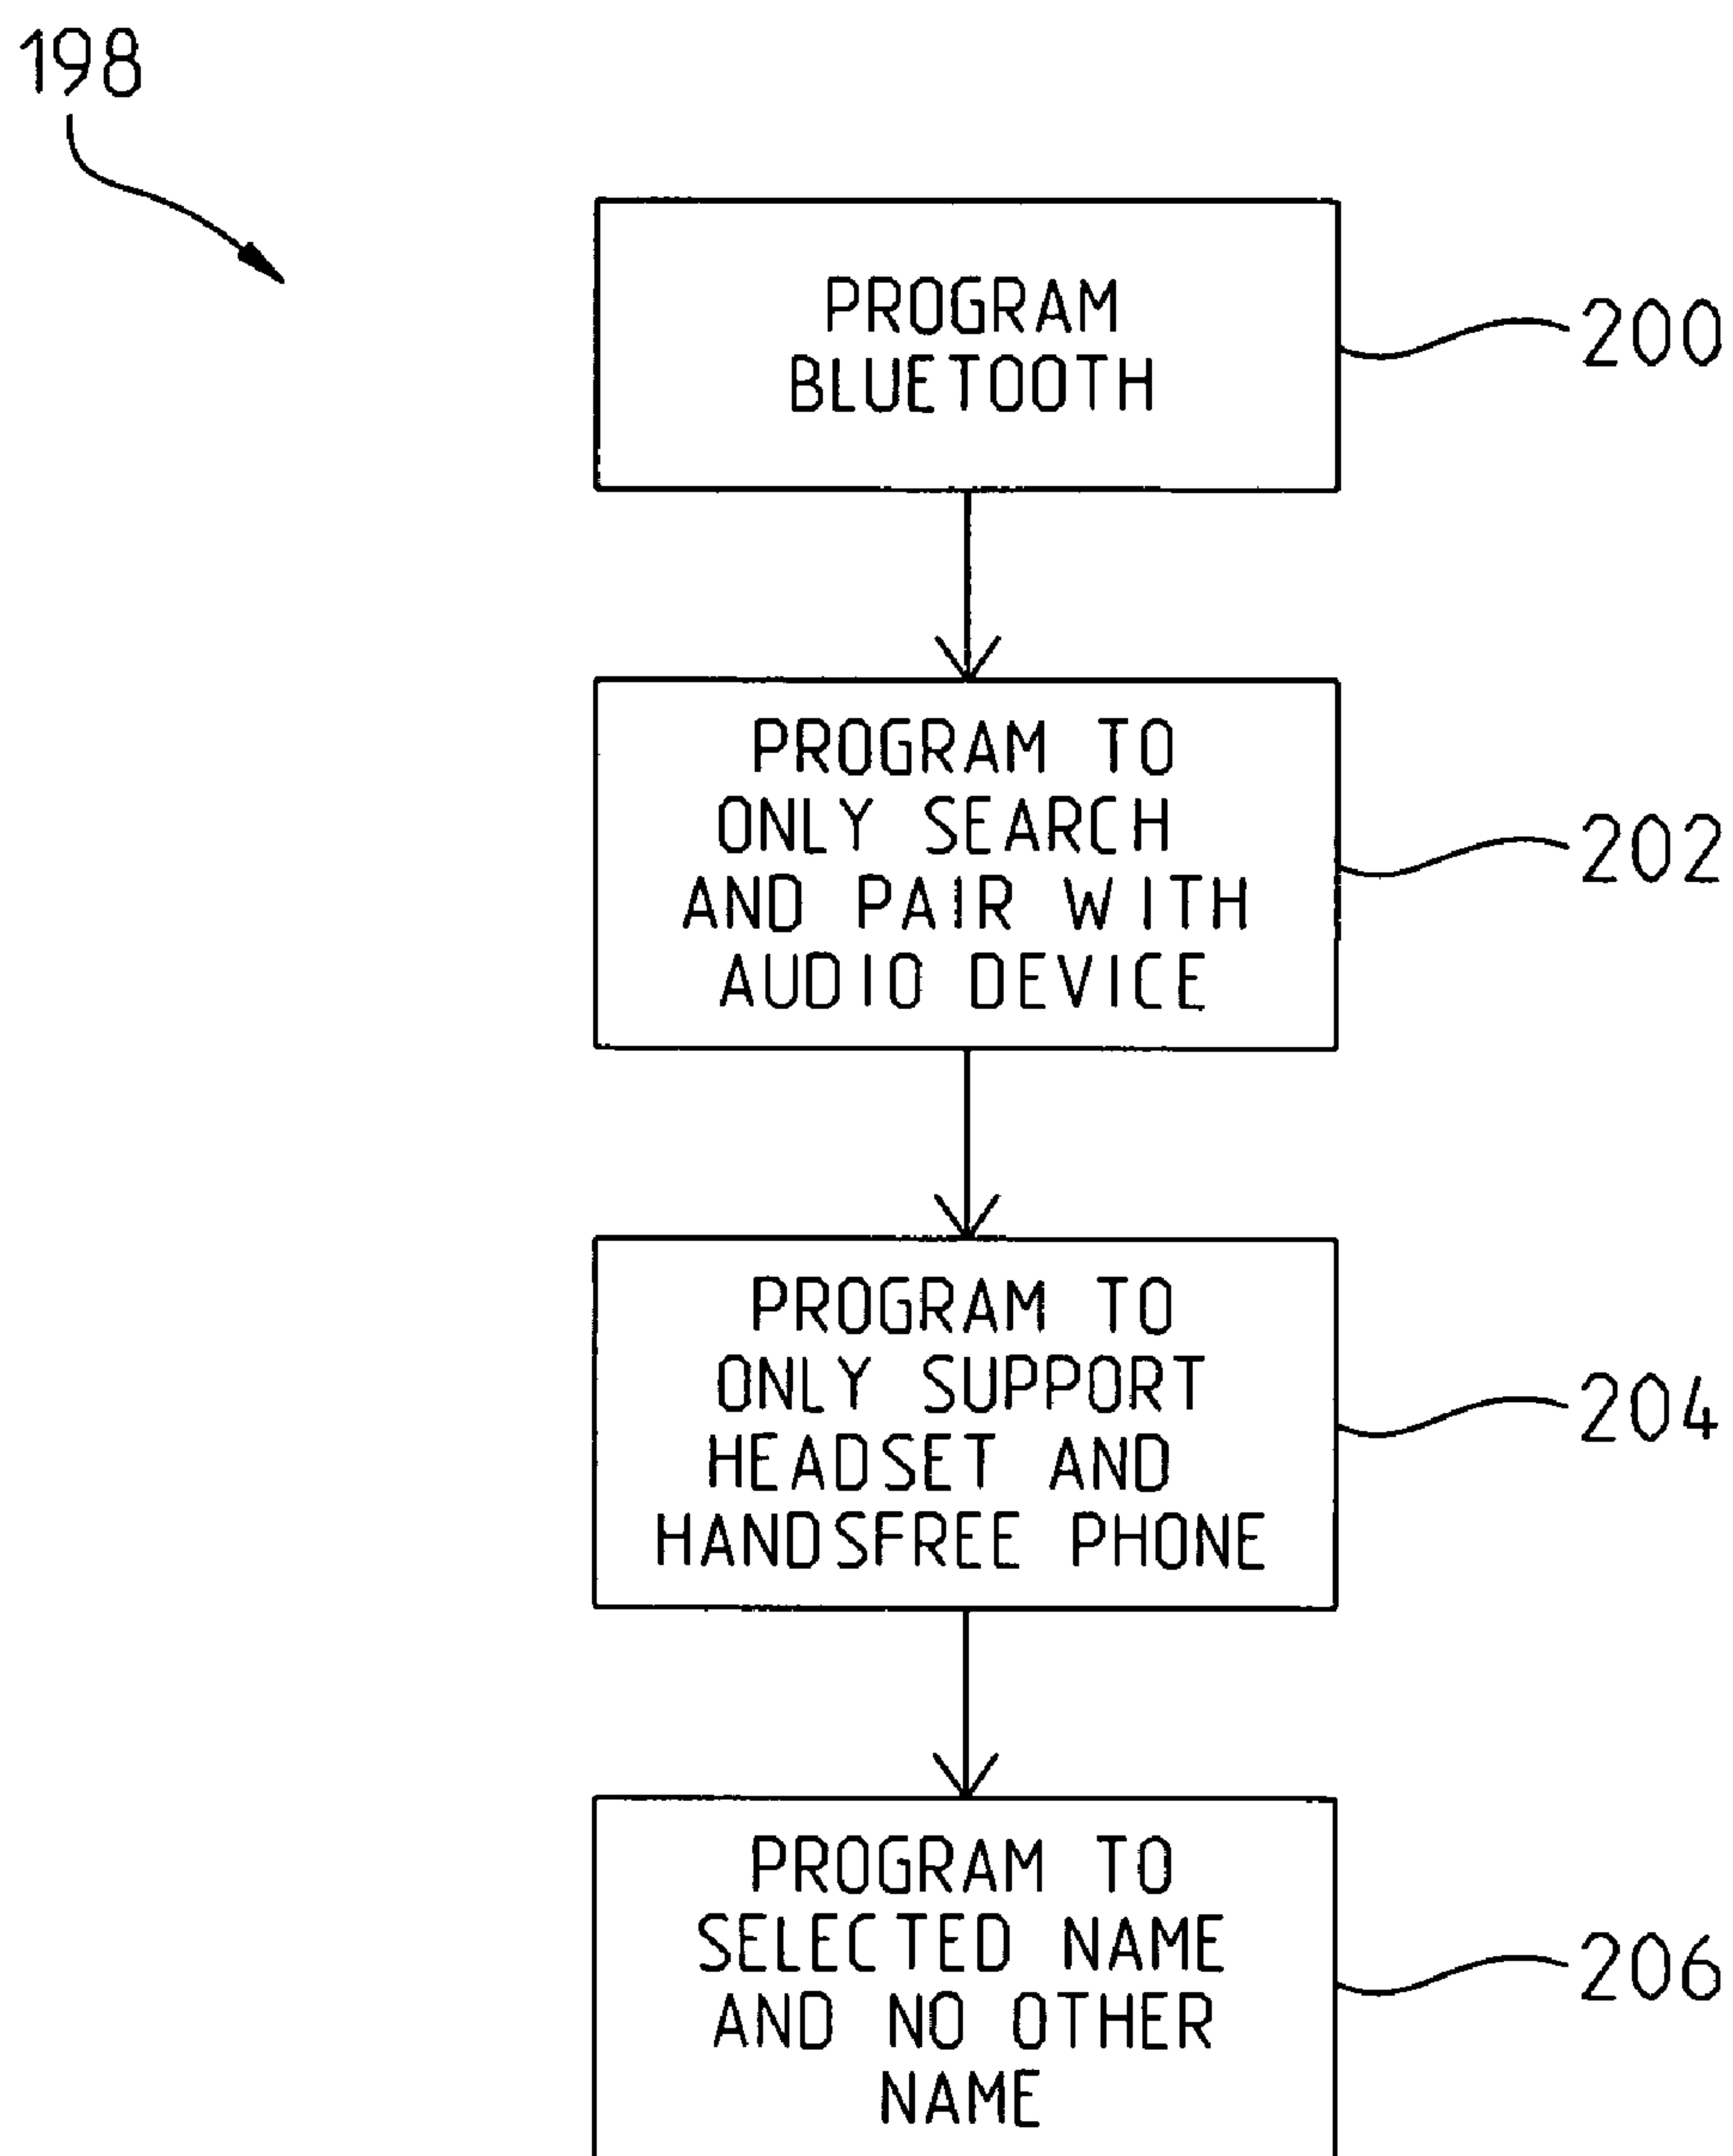 198
PROGRAM
BLUETOOTH
200
PROGRAM TO
ONLY SEARCH
AND PAIR WITH
AUDIO DEVICE
202
PROGRAM TO
ONLY SUPPORT
HEADSET AND
HANDSFREE PHONE
204
PROGRAM TO
SELECTED NAME
AND NO OTHER
NAME
206